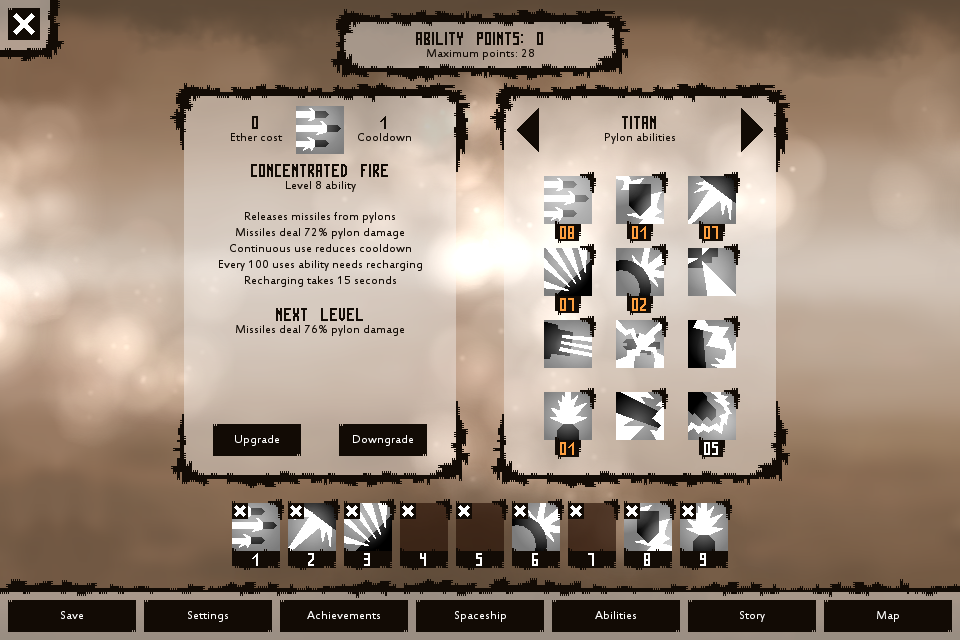 ABILITY POINTS: 0
Maximum points: 28
0
Ether cost
1
Cooldown
CONCENTRATED FIRE
Level 8 ability
Releases missiles from pylons
Missiles deal 72% pylon damage
Continuous use reduces cooldown
Every 100 uses ability needs recharging
Recharging takes 15 seconds
NEXT LEVEL
Missiles deal 76% pylon damage
Upgrade
Downgrade
TITAN
Pylon abilities
08 01 07
07 02
01 05
1 2 3 4 5 6 7 8 9
Save Settings Achievements Spaceship Abilities Story Map